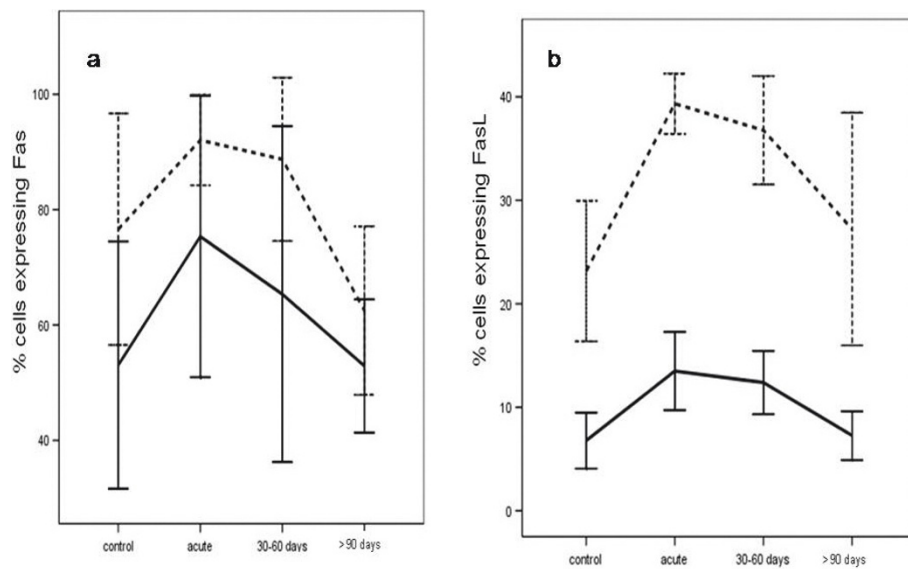 a
% cells expressing Fas
100
80
60
40
control acute 30-60 days >90 days
b
% cells expressing FasL
40
30
20
10
0
control acute 30-60 days >90 days